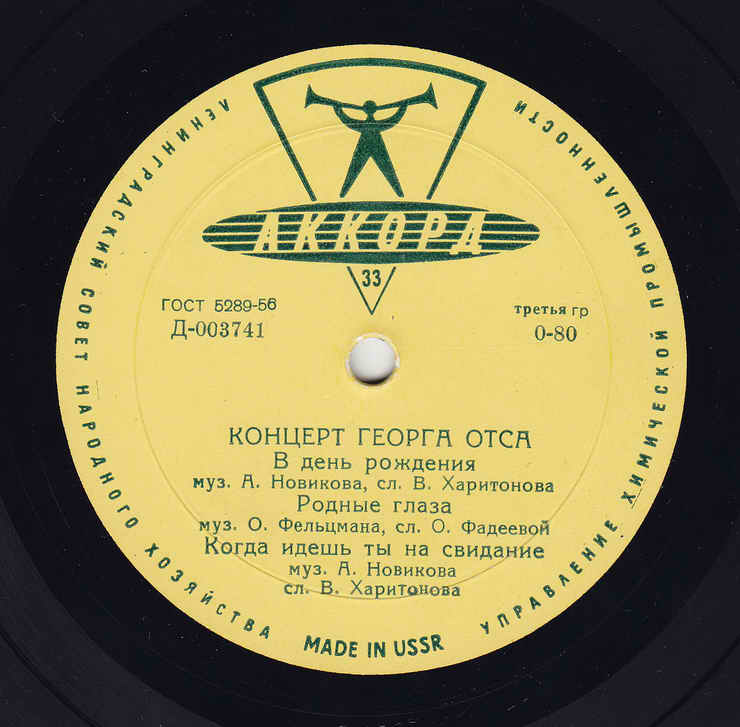 ЛЕНИНГРАДСКИЙ СОВЕТ НАРОДНОГО ХОЗЯЙСТВА
УПРАВЛЕНИЕ ХИМИЧЕСКОЙ ПРОМЫШЛЕННОСТИ
АККОРД
33
ГОСТ 5289-56
Д-003741
третья гр
0-80
КОНЦЕРТ ГЕОРГА ОТСА
В день рождения
муз. А. Новикова, сл. В. Харитонова
Родные глаза
муз. О. Фельцмана, сл. О. Фадеевой
Когда идешь ты на свидание
муз. А. Новикова
сл. В. Харитонова
MADE IN USSR